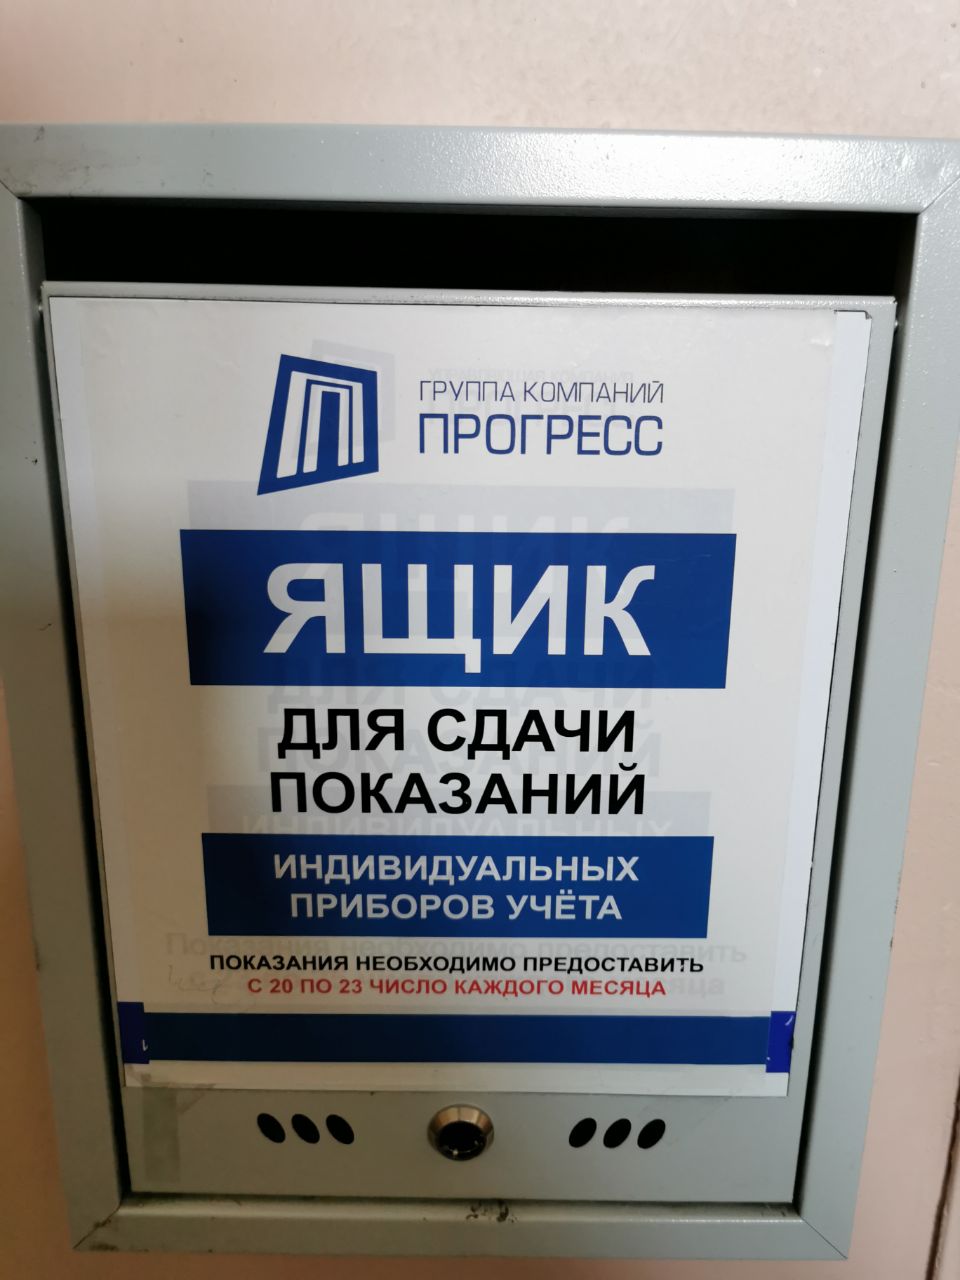 ГРУППА КОМПАНИЙ
ПРОГРЕСС
ЯЩИК
ДЛЯ СДАЧИ
ПОКАЗАНИЙ
ИНДИВИДУАЛЬНЫХ
ПРИБОРОВ УЧЁТА
ПОКАЗАНИЯ НЕОБХОДИМО ПРЕДОСТАВИТЬ
С 20 ПО 23 ЧИСЛО КАЖДОГО МЕСЯЦА